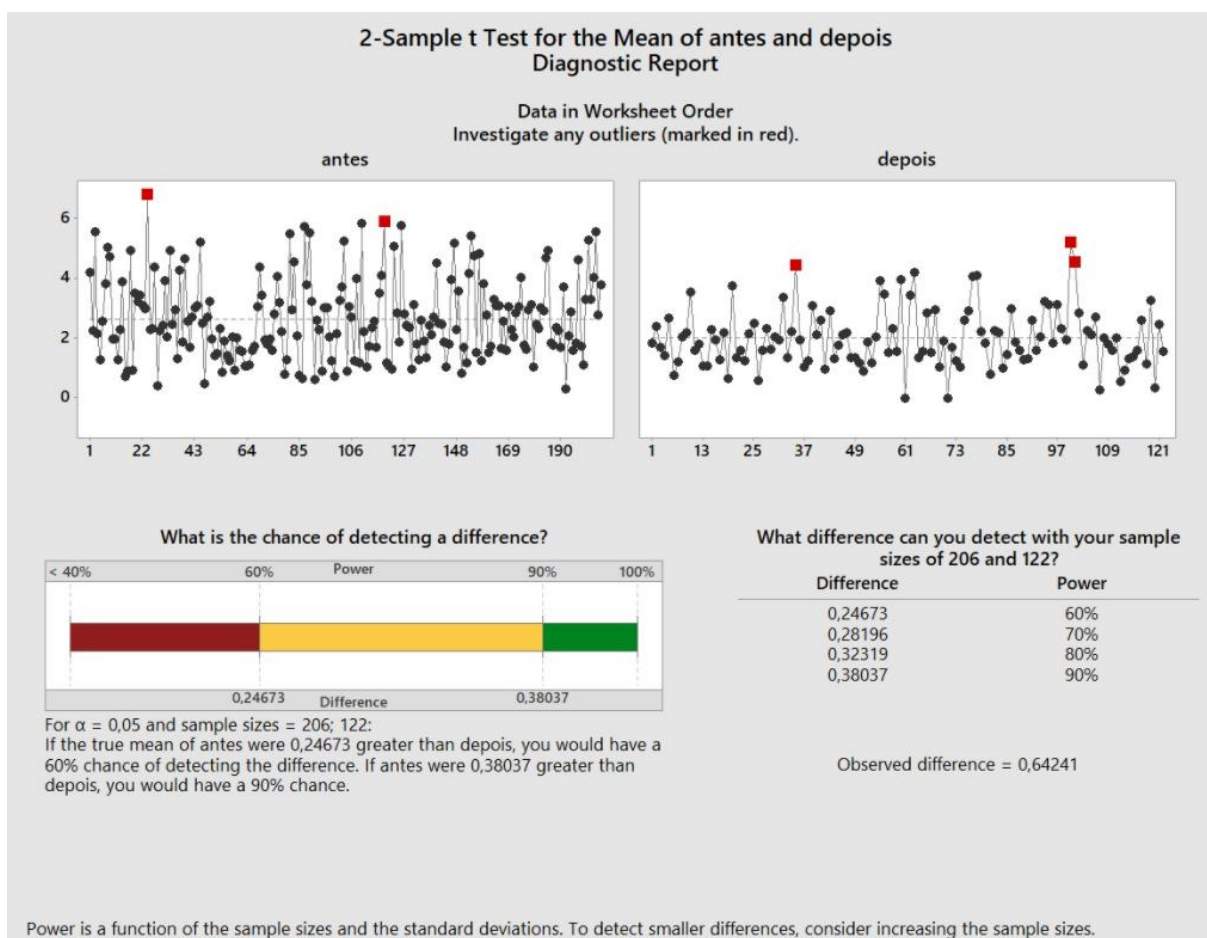 2-Sample t Test for the Mean of antes and depois
Diagnostic Report
Data in Worksheet Order
Investigate any outliers (marked in red).
antes
depois
6
4
2
0
1 22 43 64 85 106 127 148 169 190
1 13 25 37 49 61 73 85 97 109 121
What is the chance of detecting a difference?
< 40% 60% Power 90% 100%
0,24673 Difference 0,38037
For α = 0,05 and sample sizes = 206; 122:
If the true mean of antes were 0,24673 greater than depois, you would have a
60% chance of detecting the difference. If antes were 0,38037 greater than
depois, you would have a 90% chance.
What difference can you detect with your sample
sizes of 206 and 122?
Difference Power
0,24673 60%
0,28196 70%
0,32319 80%
0,38037 90%
Observed difference = 0,64241
Power is a function of the sample sizes and the standard deviations. To detect smaller differences, consider increasing the sample sizes.